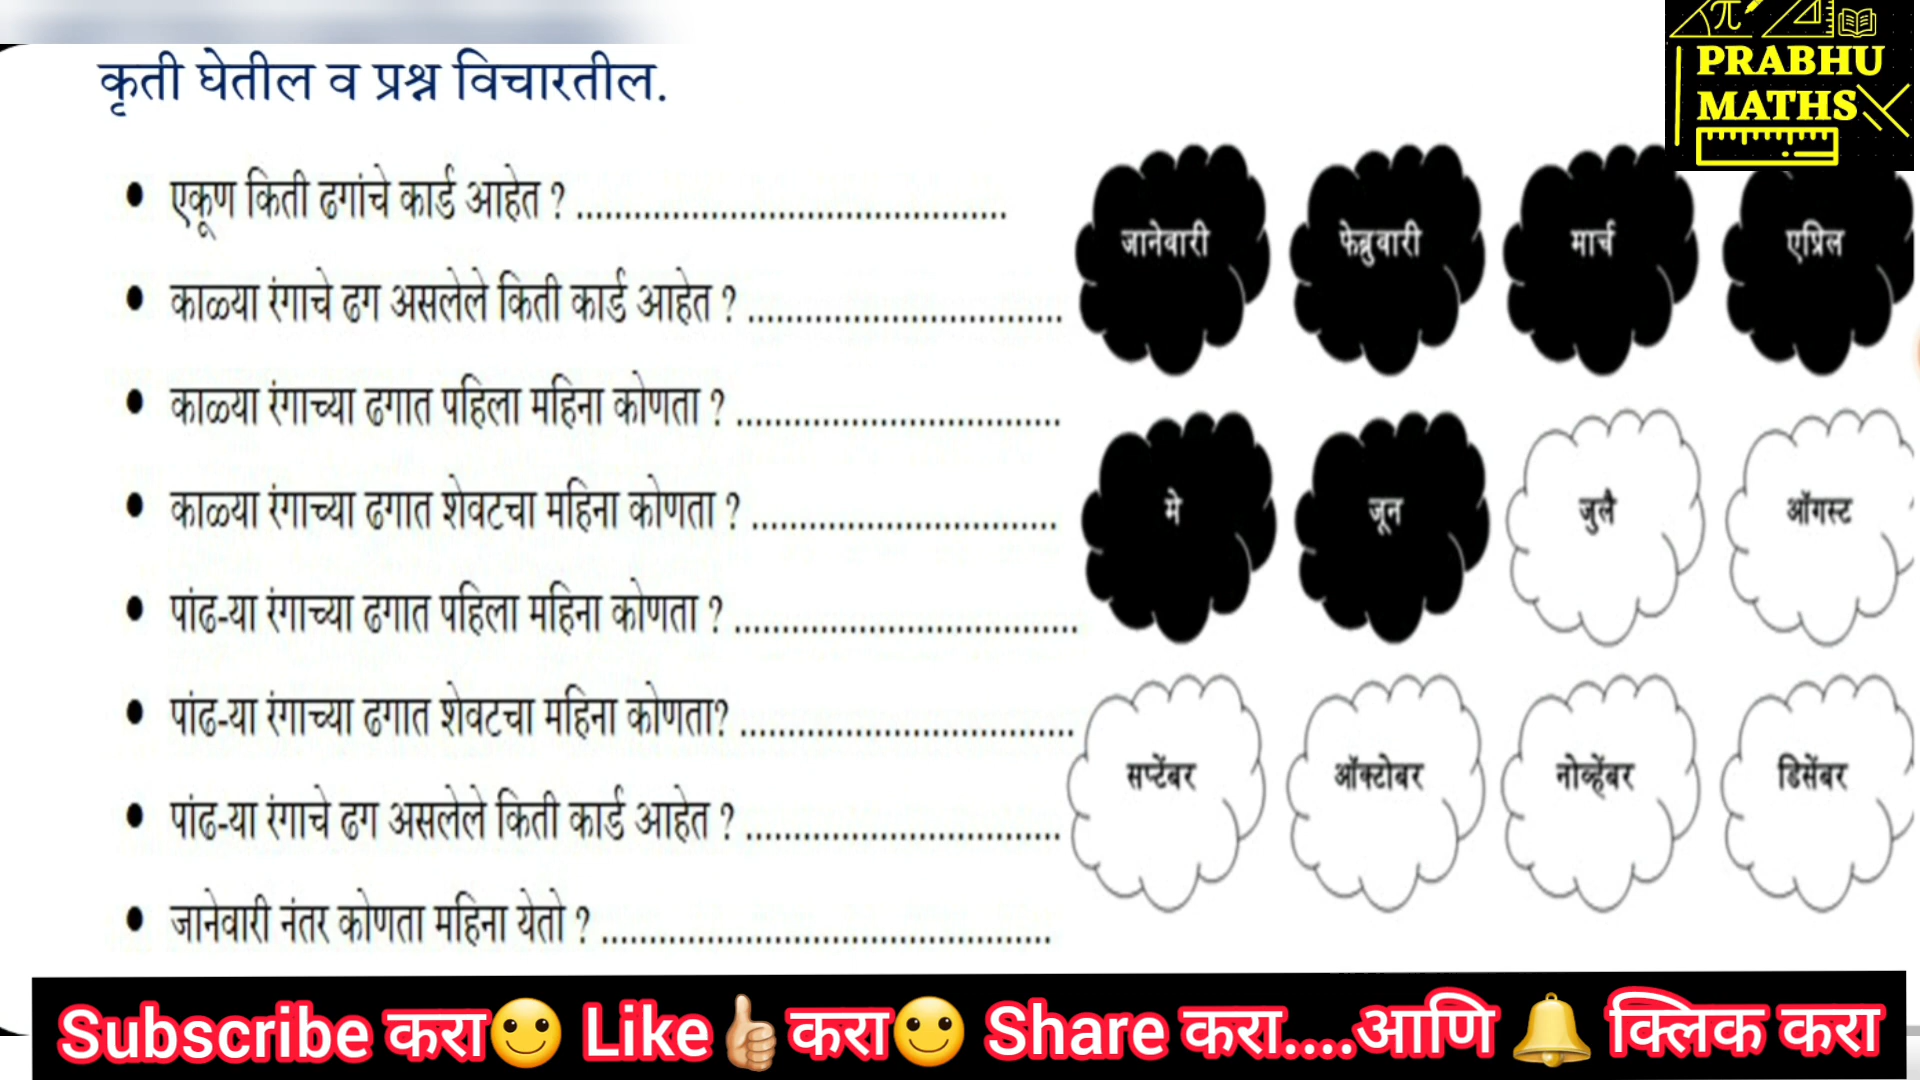 कृती घेतील व प्रश्न विचारतील.
PRABHU
MATHS
• एकूण किती ढगांचे कार्ड आहेत ? ............................................
• काळ्या रंगाचे ढग असलेले किती कार्ड आहेत ? ................................
• काळ्या रंगाच्या ढगात पहिला महिना कोणता ? .................................
• काळ्या रंगाच्या ढगात शेवटचा महिना कोणता ? ...............................
• पांढ-या रंगाच्या ढगात पहिला महिना कोणता ? ...................................
• पांढ-या रंगाच्या ढगात शेवटचा महिना कोणता? ..................................
• पांढ-या रंगाचे ढग असलेले किती कार्ड आहेत ? ................................
• जानेवारी नंतर कोणता महिना येतो ? ..............................................
जानेवारी फेब्रुवारी मार्च एप्रिल
मे जून जुलै ऑगस्ट
सप्टेंबर ऑक्टोबर नोव्हेंबर डिसेंबर
Subscribe करा🙂 Like👍करा🙂 Share करा....आणि 🔔 क्लिक करा